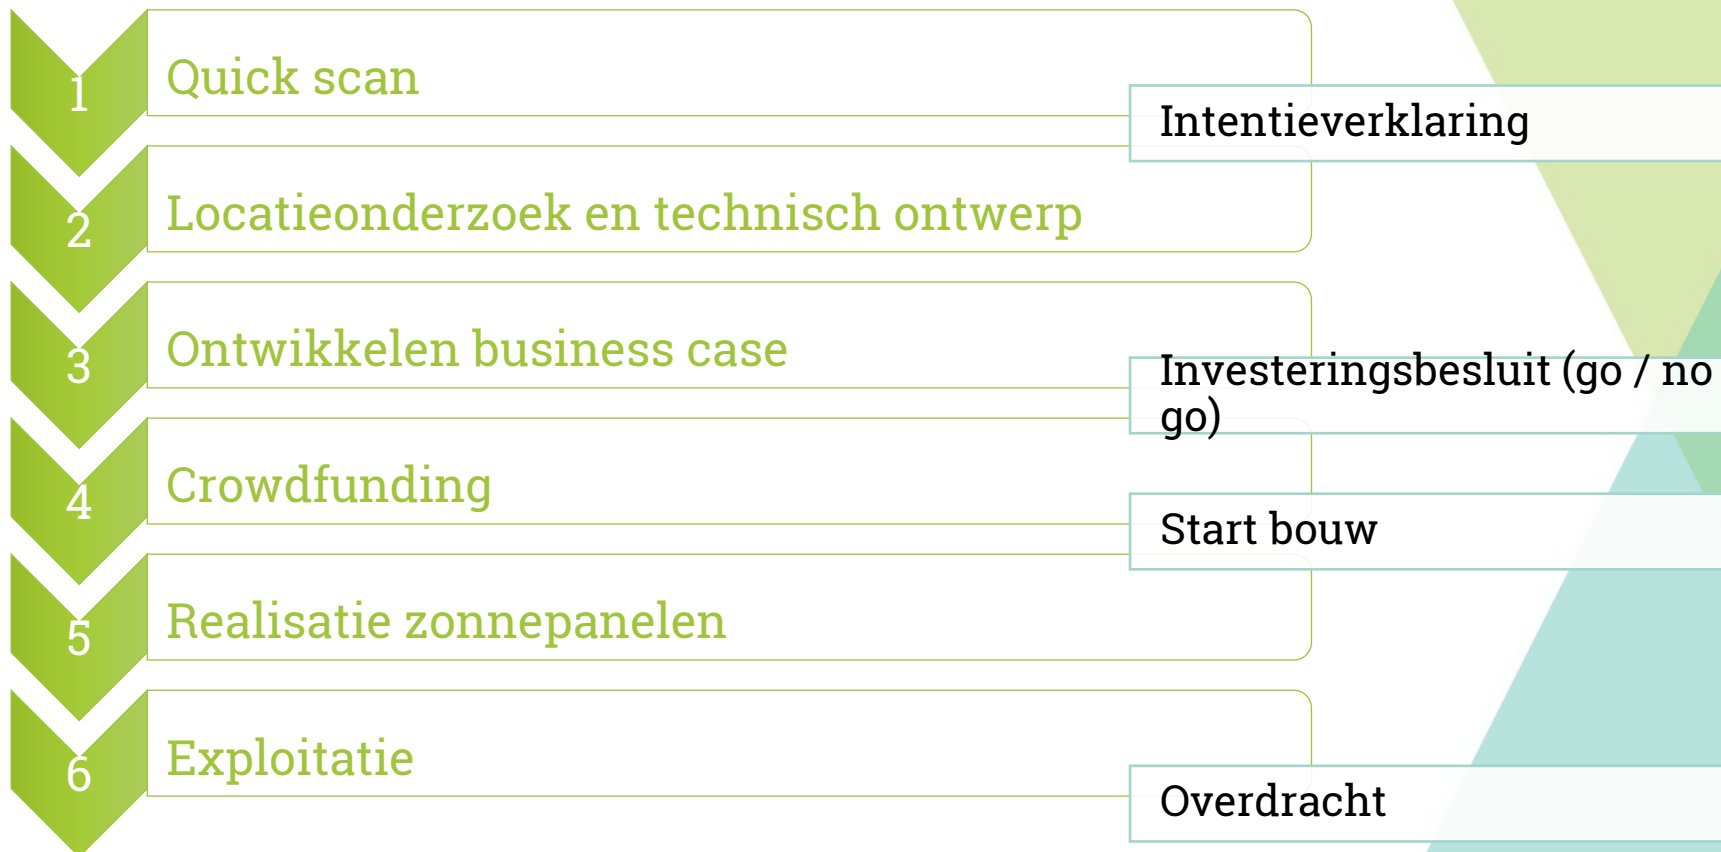 1
Quick scan
Intentieverklaring
2
Locatieonderzoek en technisch ontwerp
3
Ontwikkelen business case
Investeringsbesluit (go / no
go)
4
Crowdfunding
Start bouw
5
Realisatie zonnepanelen
6
Exploitatie
Overdracht